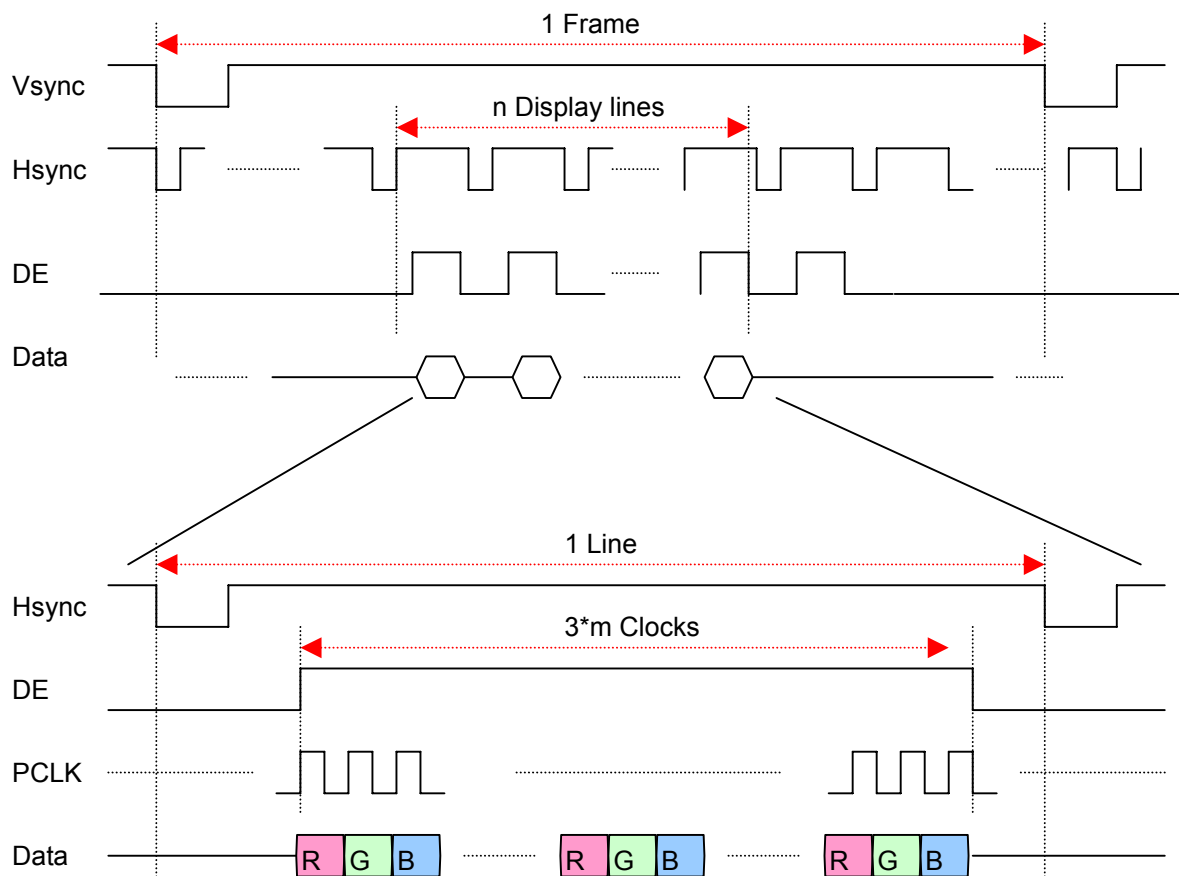 1 Frame
Vsync
n Display lines
Hsync
DE
Data
1 Line
Hsync
3*m Clocks
DE
PCLK
Data
R G B R G B R G B